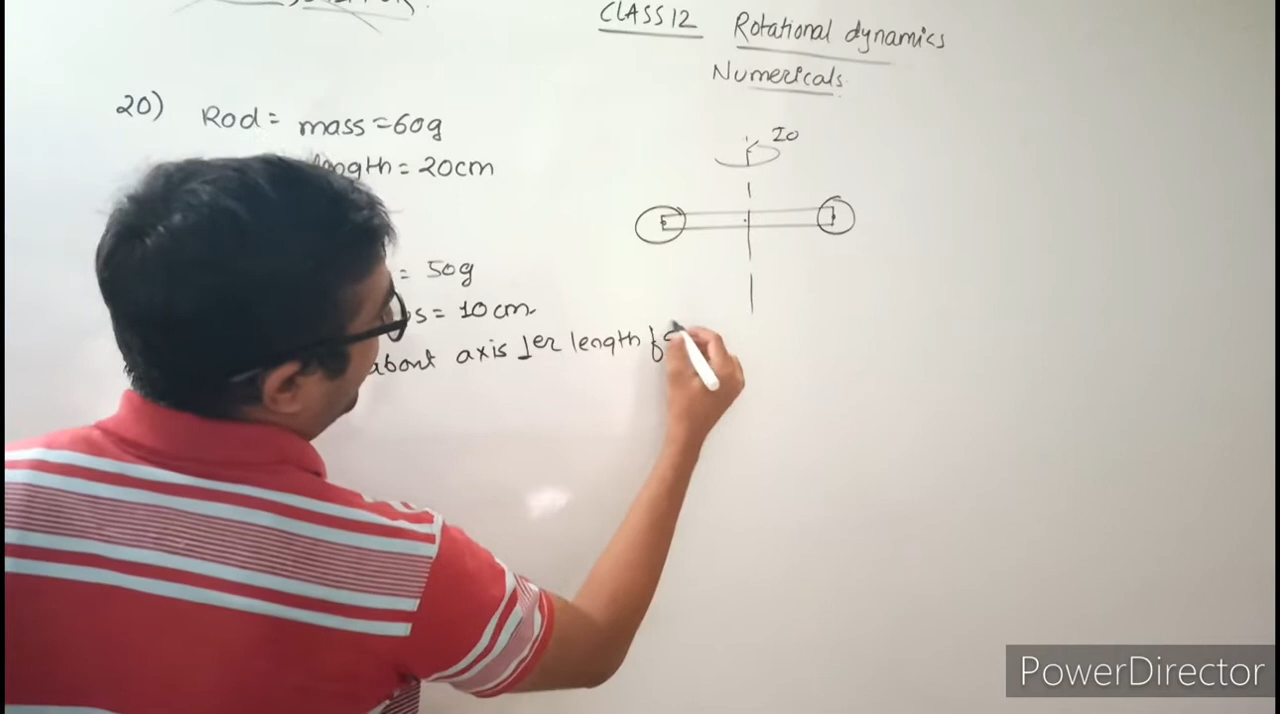 CLASS 12 Rotational dynamics
Numericals
20) Rod = mass = 60g
length = 20cm
I0
= 50g
s = 10 cm
about axis ⊥er length
PowerDirector